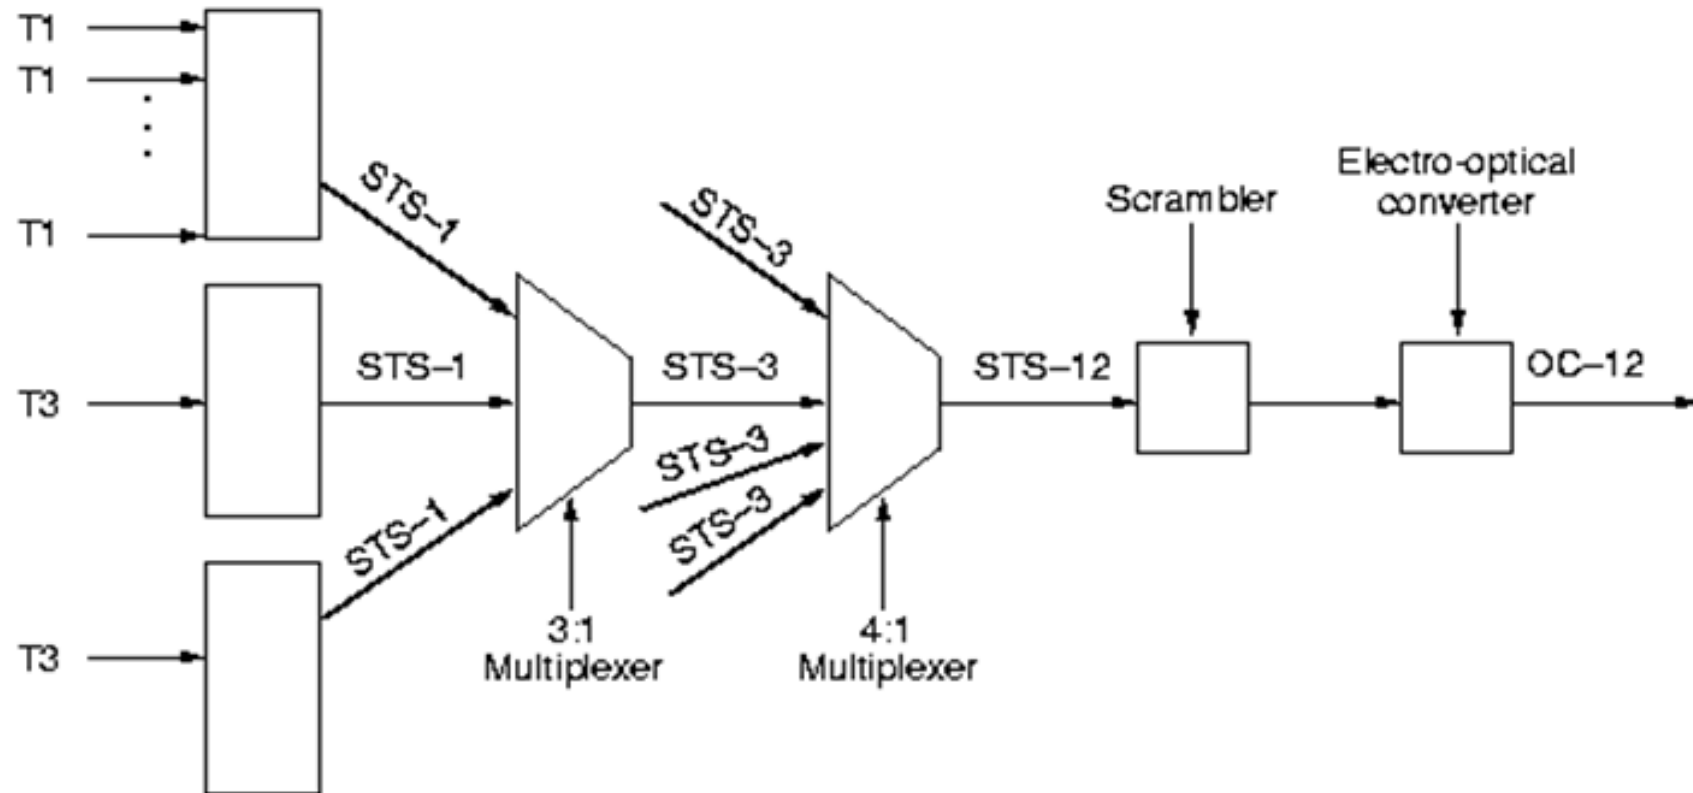 T1
T1
T1
T3
T3
STS–1
STS–1
STS–1
3:1
Multiplexer
STS–3
STS–3
STS–3
STS–3
4:1
Multiplexer
STS–12
Scrambler
Electro-optical
converter
OC–12